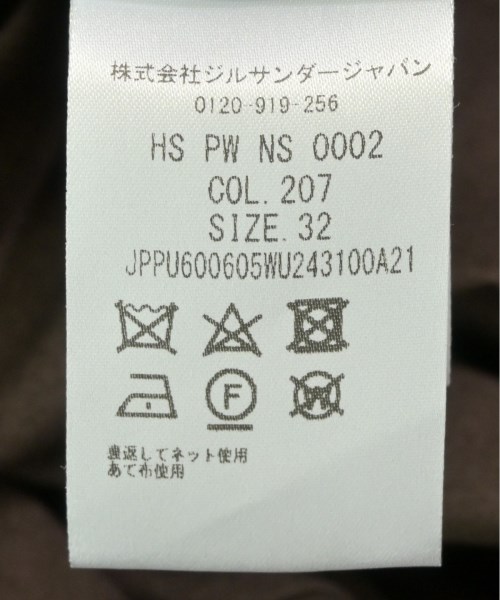 株式会社ジルサンダージャパン
0120-919-256
HS PW NS 0002
COL. 207
SIZE. 32
JPPU600605WU243100A21
F
W
裏返してネット使用
あて布使用